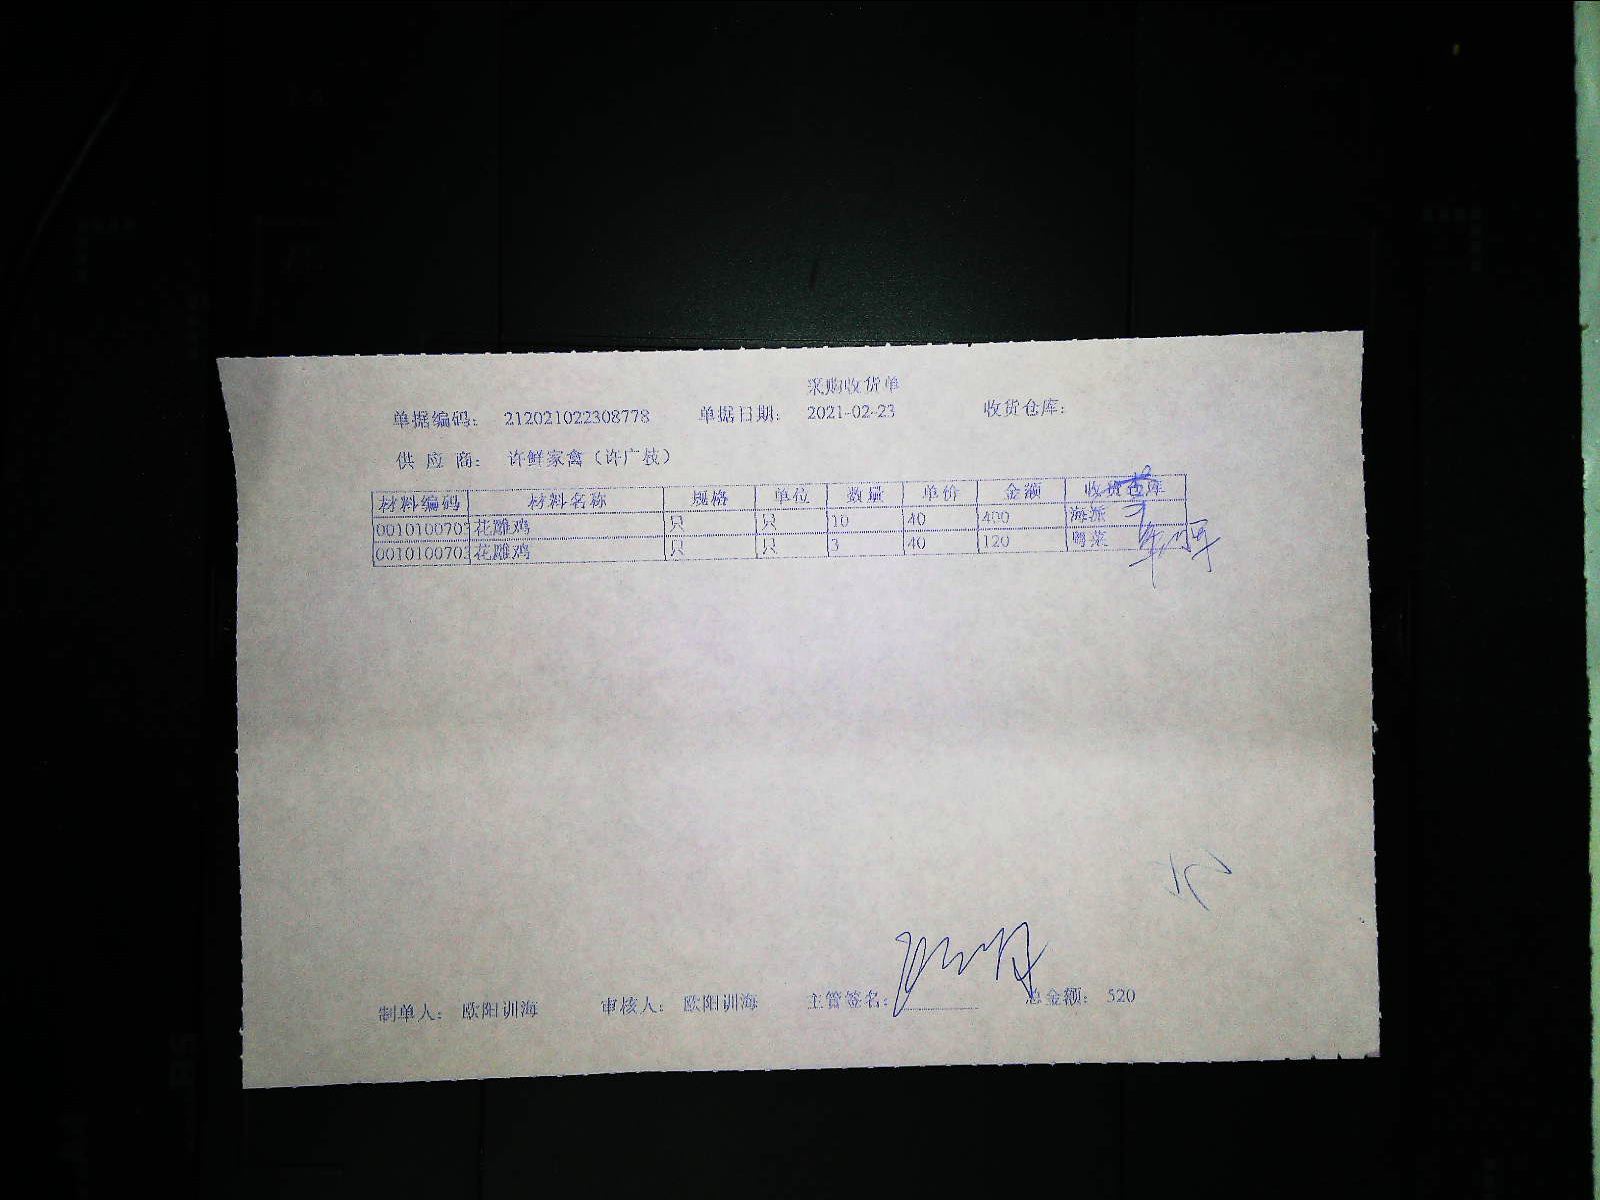 采购收货单
单据编码： 212021022308778 单据日期： 2021-02-23 收货仓库：
供 应 商： 许鲜家禽（许广枝）
材料编码 材料名称 规格 单位 数量 单价 金额 收货仓库
0010100703 花雕鸡 只 只 10 40 400 海派
0010100703 花雕鸡 只 只 3 40 120 粤菜
制单人： 欧阳训海 审核人： 欧阳训海 主管签名： 总金额： 520